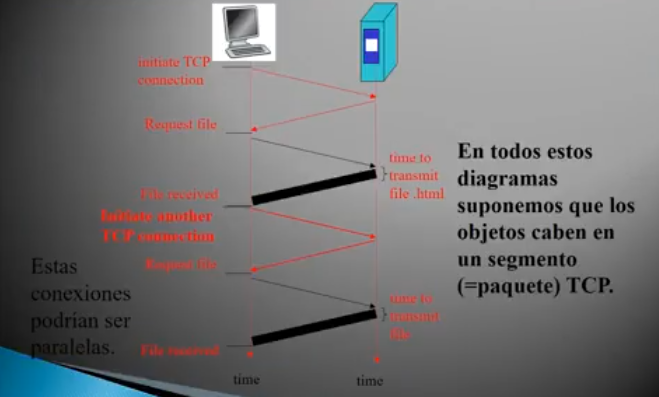 initiate TCP
connection
Request file
time to
transmit
file .html
File received
Initiate another
TCP connection
Request file
time to
transmit
file
File received
time
time
Estas
conexiones
podrían ser
paralelas.
En todos estos
diagramas
suponemos que los
objetos caben en
un segmento
(=paquete) TCP.